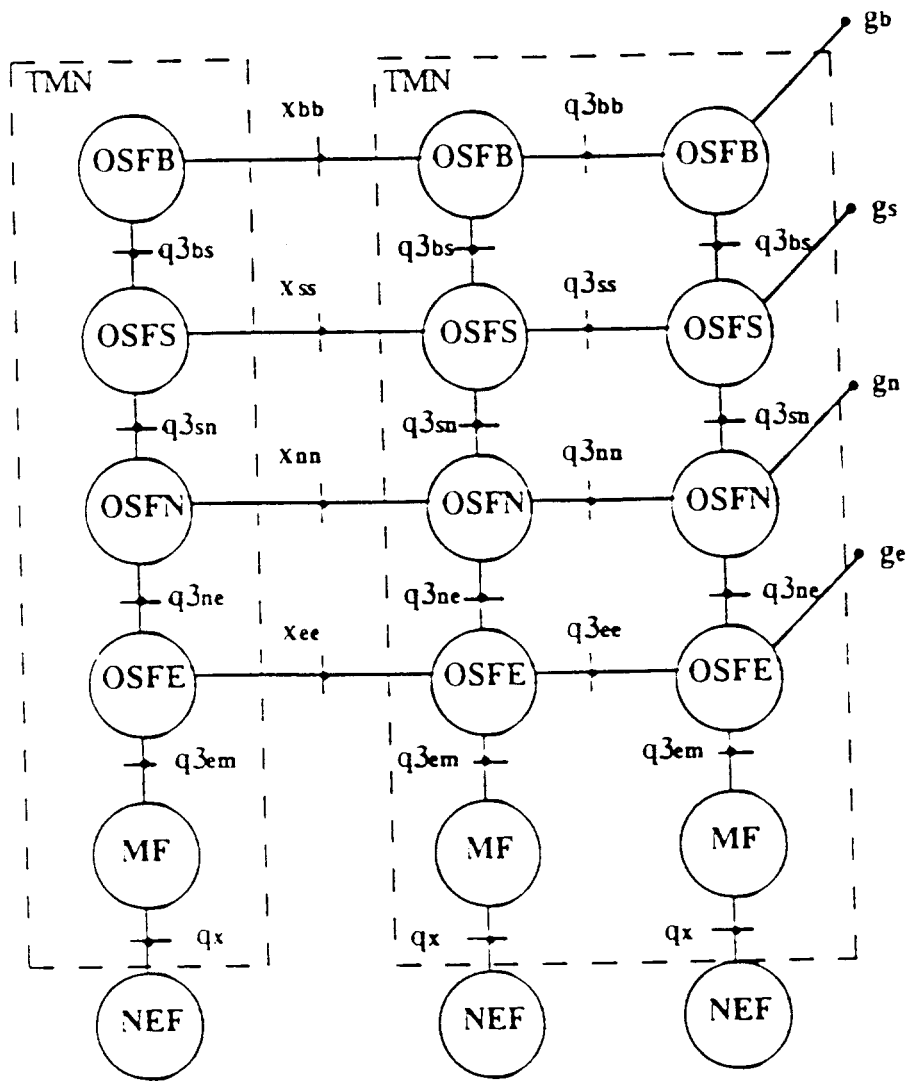 gb
TMN TMN
xbb q3bb
OSFB OSFB OSFB
gs
q3bs q3bs q3bs
xss q3ss
OSFS OSFS OSFS
gn
q3sn q3sn q3sn
xnn q3nn
OSFN OSFN OSFN
ge
q3ne q3ne q3ne
xee q3ee
OSFE OSFE OSFE
q3em q3em q3em
MF MF MF
qx qx qx
NEF NEF NEF